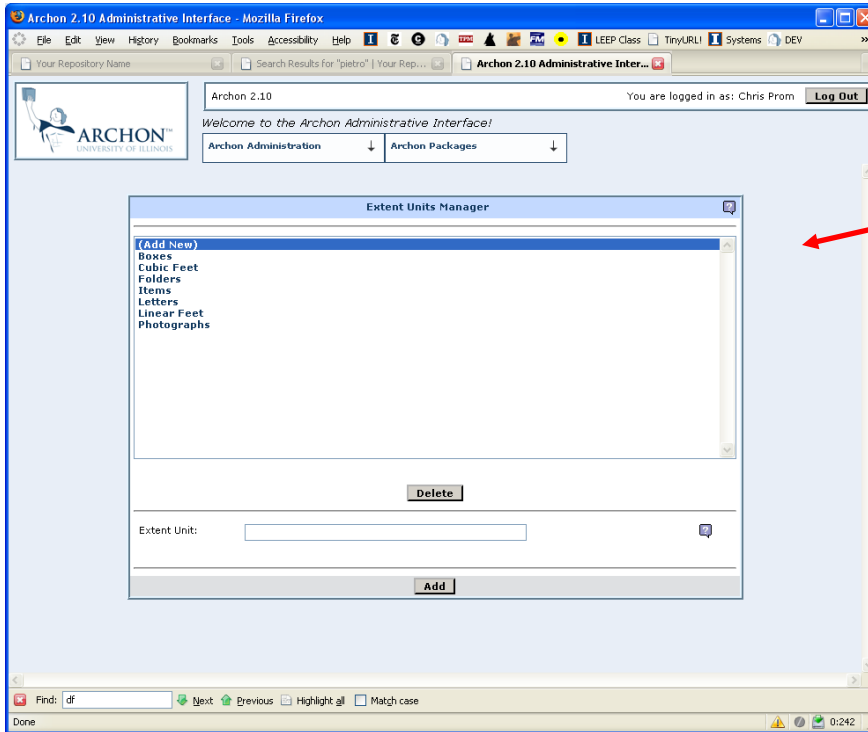 Archon 2.10 Administrative Interface - Mozilla Firefox
File Edit View History Bookmarks Tools Accessibility Help LEEP Class TinyURL! Systems DEV »
Your Repository Name Search Results for "pietro" | Your Rep... Archon 2.10 Administrative Inter...
Archon 2.10 You are logged in as: Chris Prom Log Out
ARCHON™
UNIVERSITY OF ILLINOIS
Welcome to the Archon Administrative Interface!
Archon Administration ↓ Archon Packages ↓
Extent Units Manager ?
(Add New)
Boxes
Cubic Feet
Folders
Items
Letters
Linear Feet
Photographs
Delete
Extent Unit: ?
Add
Find: df Next Previous Highlight all Match case
Done 0:242